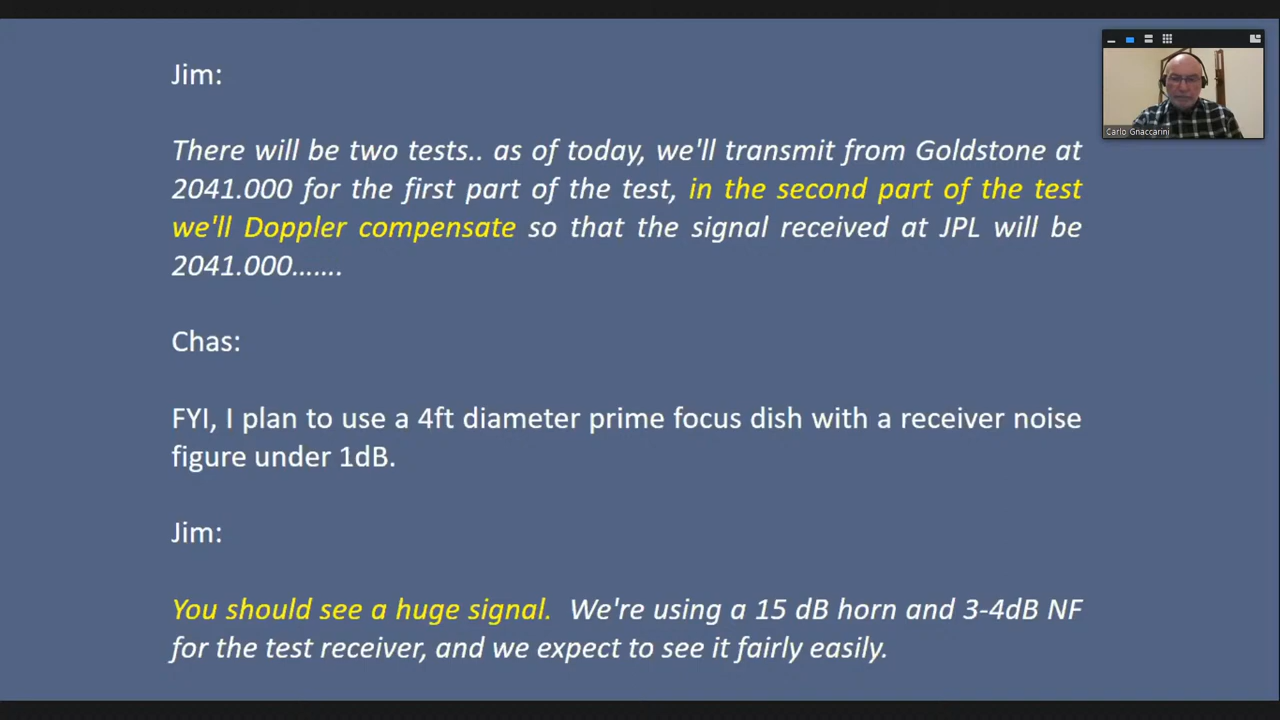 Jim:
There will be two tests.. as of today, we'll transmit from Goldstone at
2041.000 for the first part of the test, in the second part of the test
we'll Doppler compensate so that the signal received at JPL will be
2041.000.......
Chas:
FYI, I plan to use a 4ft diameter prime focus dish with a receiver noise
figure under 1dB.
Jim:
You should see a huge signal. We're using a 15 dB horn and 3-4dB NF
for the test receiver, and we expect to see it fairly easily.
Carlo Gnaccarini